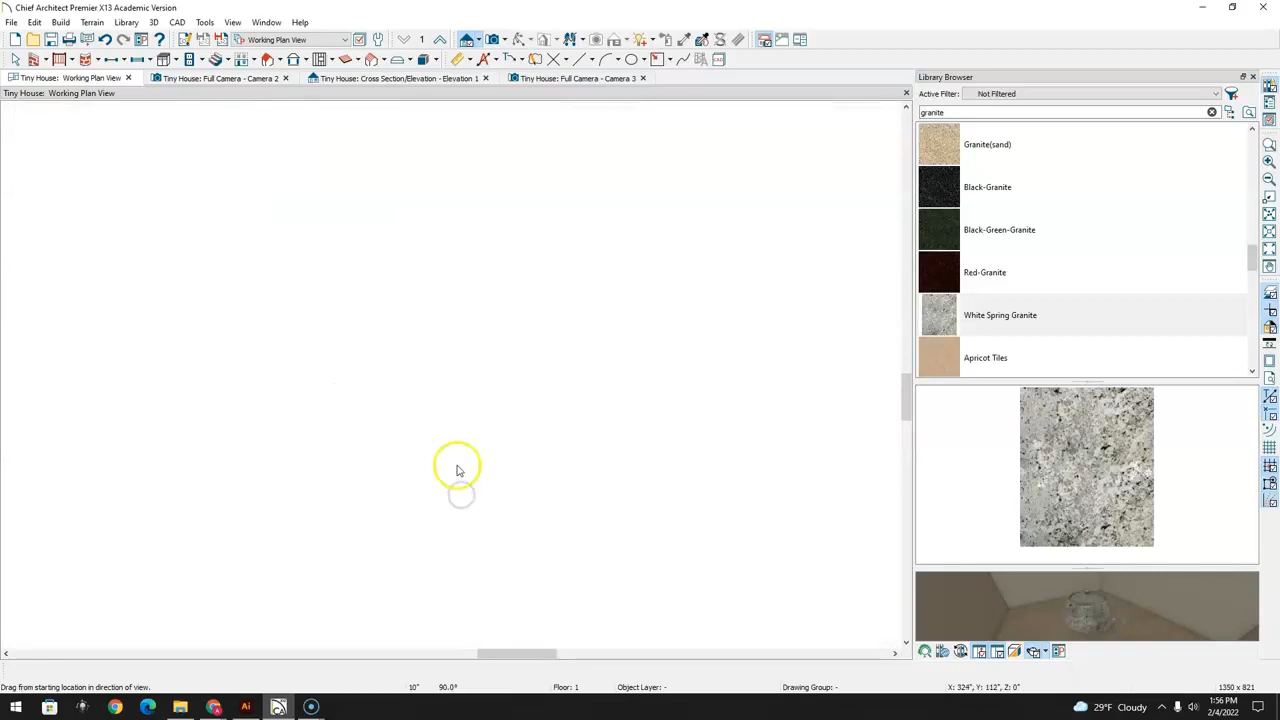 Chief Architect Premier X13 Academic Version
File Edit Build Terrain Library 3D CAD Tools View Window Help
Working Plan View
1
Tiny House: Working Plan View
Tiny House: Full Camera - Camera 2
Tiny House: Cross Section/Elevation - Elevation 1
Tiny House: Full Camera - Camera 3
Tiny House: Working Plan View
Library Browser
Active Filter: Not Filtered
granite
Granite(sand)
Black-Granite
Black-Green-Granite
Red-Granite
White Spring Granite
Apricot Tiles
Drag from starting location in direction of view.
10" 90.0° Floor: 1 Object Layer: - Drawing Group: - X: 324", Y: 112", Z: 0" 1350 x 821
29°F Cloudy
1:56 PM
2/4/2022